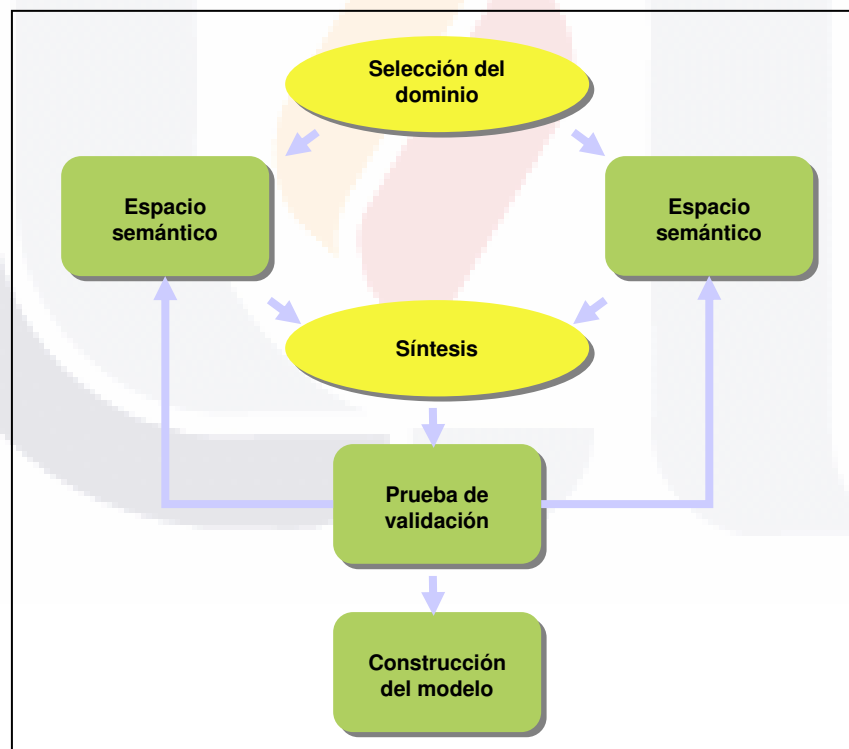 Selección del
dominio
Espacio
semántico
Espacio
semántico
Síntesis
Prueba de
validación
Construcción
del modelo